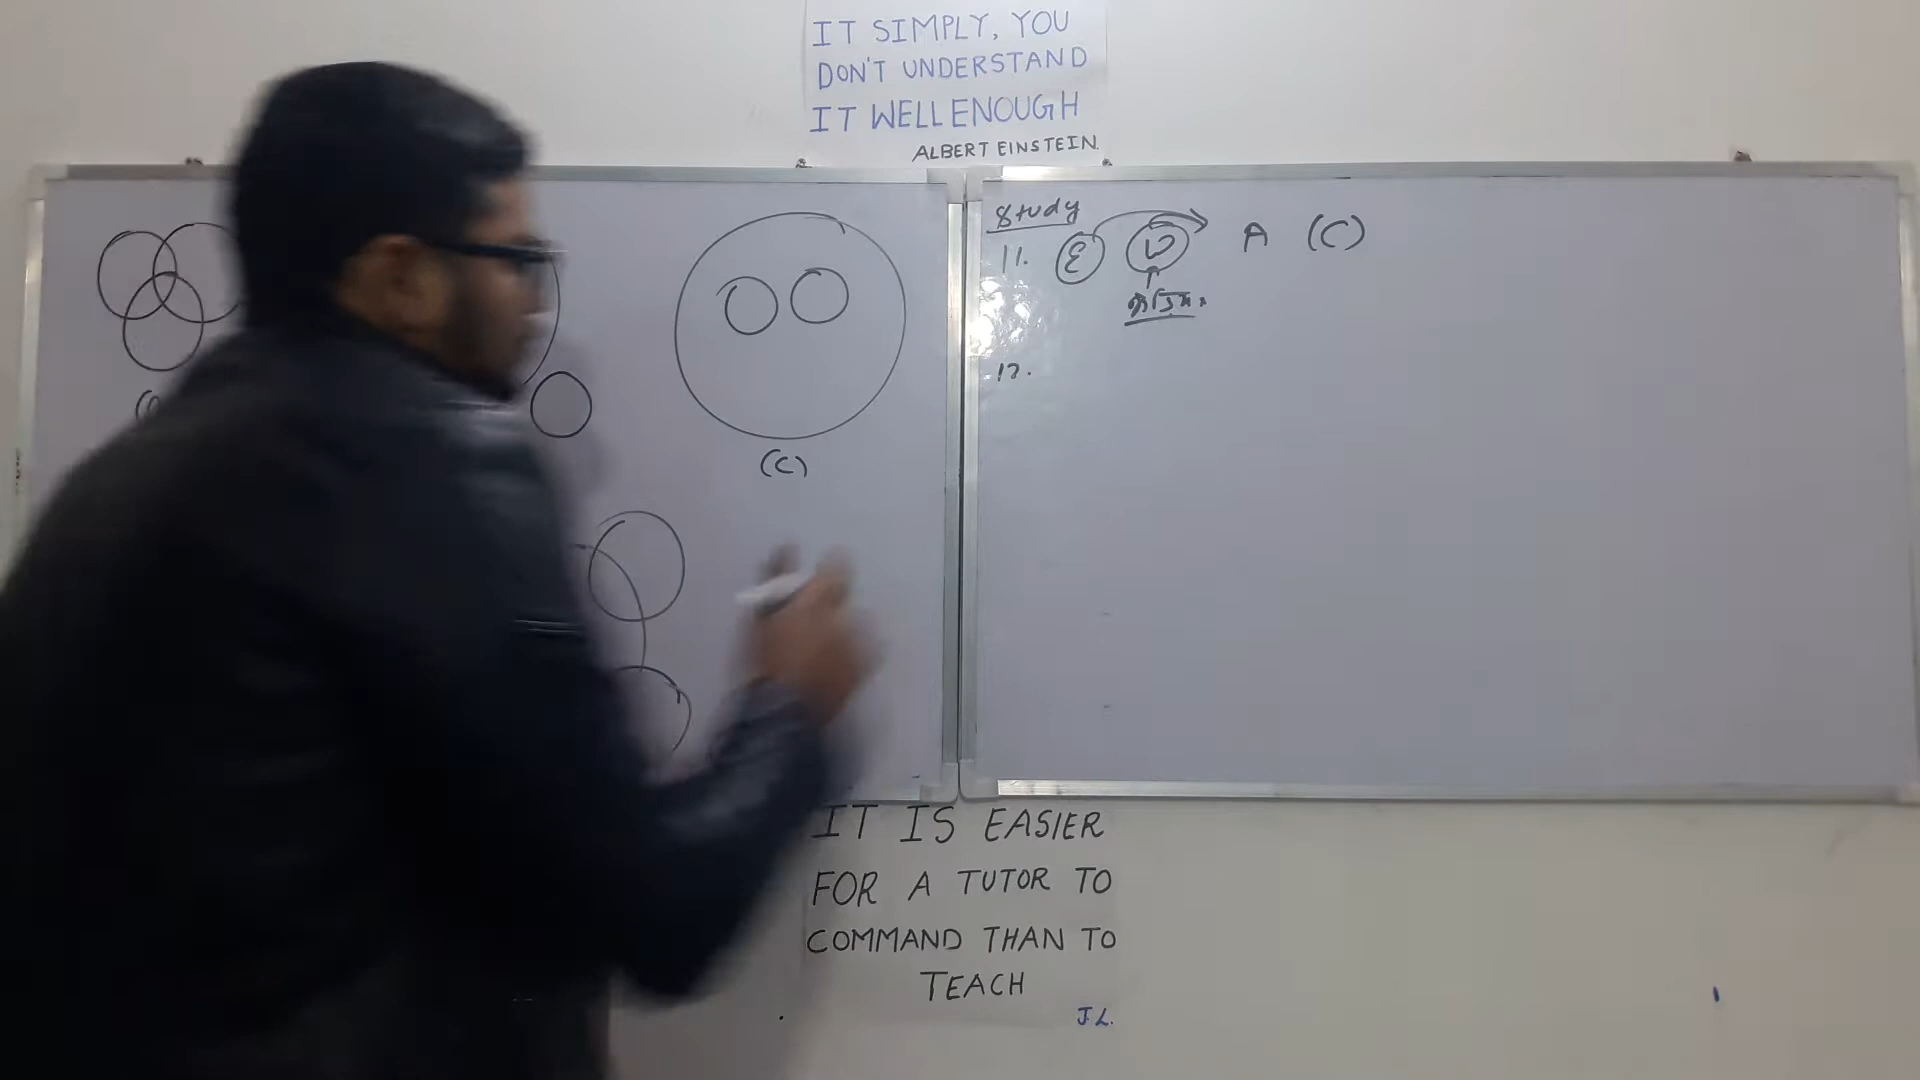 IT SIMPLY, YOU
DON'T UNDERSTAND
IT WELL ENOUGH
ALBERT EINSTEIN.
(C)
Study
11. E A (C)
12.
IT IS EASIER
FOR A TUTOR TO
COMMAND THAN TO
TEACH
J.L.